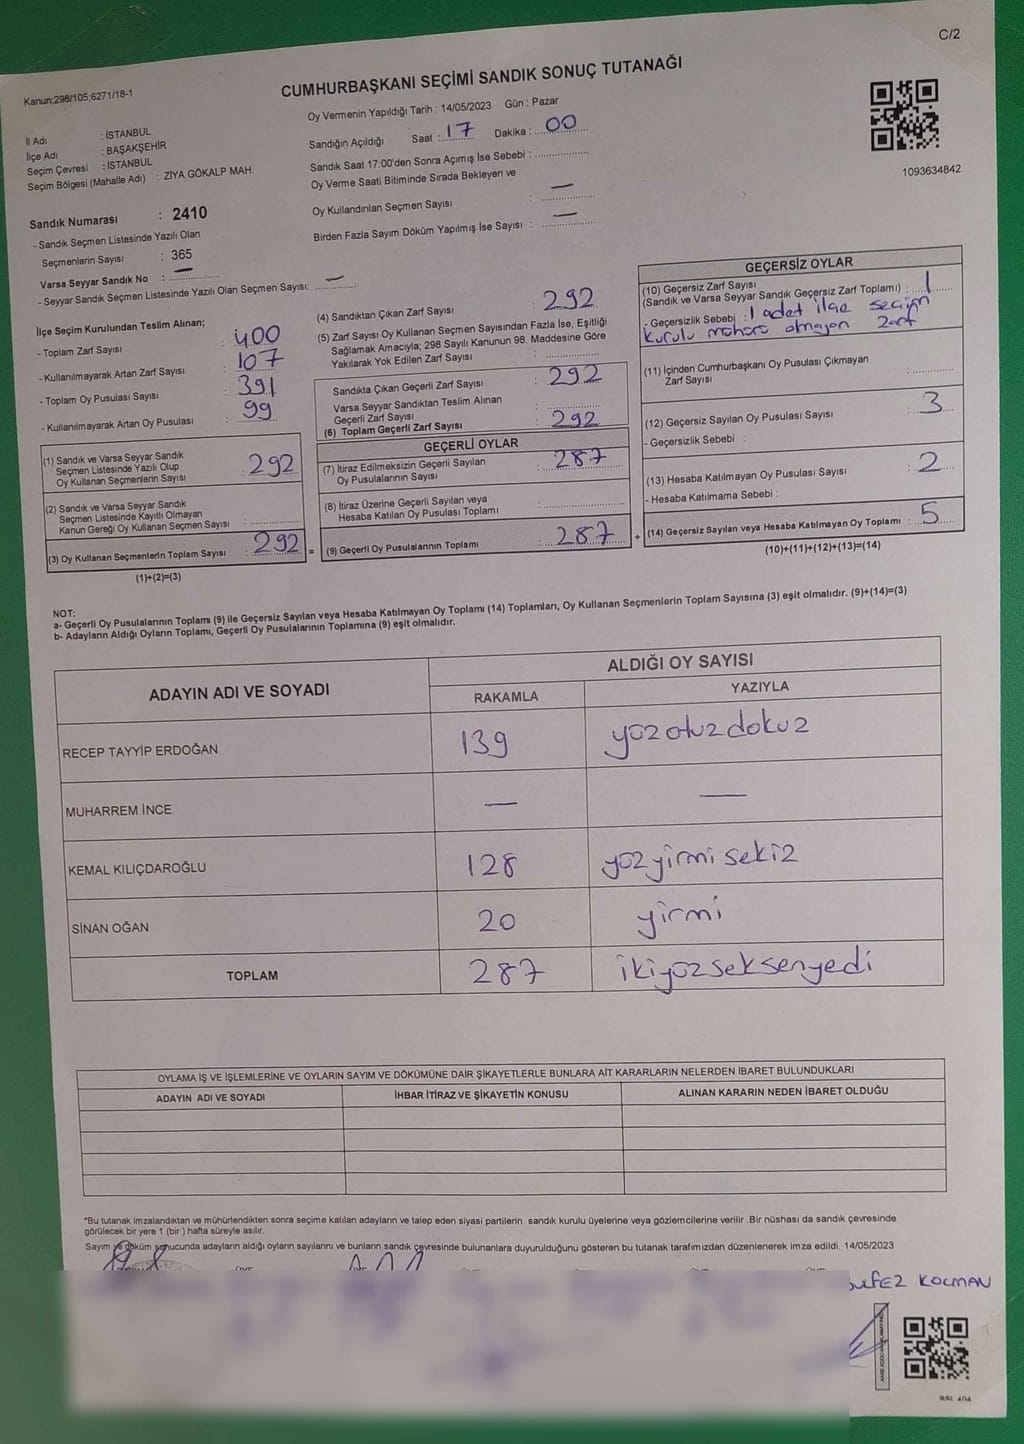 C/2
Kanun:298/105;6271/18-1
CUMHURBAŞKANI SEÇİMİ SANDIK SONUÇ TUTANAĞI
Oy Vermenin Yapıldığı Tarih : 14/05/2023 Gün : Pazar
İl Adı : İSTANBUL
İlçe Adı : BAŞAKŞEHİR
Seçim Çevresi : İSTANBUL
Seçim Bölgesi (Mahalle Adı) : ZİYA GÖKALP MAH.
Sandığın Açıldığı Saat : 17 Dakika : 00
Sandık Saat 17:00'den Sonra Açımış İse Sebebi :
Oy Verme Saati Bitiminde Sırada Bekleyen ve
Oy Kullandırılan Seçmen Sayısı : —
Birden Fazla Sayım Döküm Yapılmış İse Sayısı : —
1093634842
Sandık Numarası : 2410
- Sandık Seçmen Listesinde Yazılı Olan
Seçmenlerin Sayısı : 365
Varsa Seyyar Sandık No : —
- Seyyar Sandık Seçmen Listesinde Yazılı Olan Seçmen Sayısı: —
İlçe Seçim Kurulundan Teslim Alınan;
- Toplam Zarf Sayısı : 400
- Kullanılmayarak Artan Zarf Sayısı : 107
- Toplam Oy Pusulası Sayısı : 391
- Kullanılmayarak Artan Oy Pusulası : 99
(1) Sandık ve Varsa Seyyar Sandık
Seçmen Listesinde Yazılı Olup
Oy Kullanan Seçmenlerin Sayısı : 292
(2) Sandık ve Varsa Seyyar Sandık
Seçmen Listesinde Kayıtlı Olmayan
Kanun Gereği Oy Kullanan Seçmen Sayısı :
(3) Oy Kullanan Seçmenlerin Toplam Sayısı : 292 =
(1)+(2)=(3)
(4) Sandıktan Çıkan Zarf Sayısı : 292
(5) Zarf Sayısı Oy Kullanan Seçmen Sayısından Fazla İse, Eşitliği
Sağlamak Amacıyla; 298 Sayılı Kanunun 98. Maddesine Göre
Yakılarak Yok Edilen Zarf Sayısı :
Sandıkta Çıkan Geçerli Zarf Sayısı : 292
Varsa Seyyar Sandıktan Teslim Alınan
Geçerli Zarf Sayısı :
(6) Toplam Geçerli Zarf Sayısı : 292
GEÇERLİ OYLAR
(7) İtiraz Edilmeksizin Geçerli Sayılan
Oy Pusulalarının Sayısı : 287
(8) İtiraz Üzerine Geçerli Sayılan veya
Hesaba Katılan Oy Pusulası Toplamı :
(9) Geçerli Oy Pusulalarının Toplamı : 287 +
GEÇERSİZ OYLAR
(10) Geçersiz Zarf Sayısı
(Sandık ve Varsa Seyyar Sandık Geçersiz Zarf Toplamı) : 1
- Geçersizlik Sebebi : 1 adet ilçe seçim
kurulu mührü olmayan zarf
(11) İçinden Cumhurbaşkanı Oy Pusulası Çıkmayan
Zarf Sayısı :
(12) Geçersiz Sayılan Oy Pusulası Sayısı : 3
- Geçersizlik Sebebi :
(13) Hesaba Katılmayan Oy Pusulası Sayısı : 2
- Hesaba Katılmama Sebebi :
(14) Geçersiz Sayılan veya Hesaba Katılmayan Oy Toplamı : 5
(10)+(11)+(12)+(13)=(14)
NOT:
a- Geçerli Oy Pusulalarının Toplamı (9) ile Geçersiz Sayılan veya Hesaba Katılmayan Oy Toplamı (14) Toplamları, Oy Kullanan Seçmenlerin Toplam Sayısına (3) eşit olmalıdır. (9)+(14)=(3)
b- Adayların Aldığı Oyların Toplamı, Geçerli Oy Pusulalarının Toplamına (9) eşit olmalıdır.
ADAYIN ADI VE SOYADI ALDIĞI OY SAYISI
RAKAMLA YAZIYLA
RECEP TAYYİP ERDOĞAN 139 yüzotuzdokuz
MUHARREM İNCE — —
KEMAL KILIÇDAROĞLU 128 yüzyirmisekiz
SİNAN OĞAN 20 yirmi
TOPLAM 287 ikiyüzseksenyedi
OYLAMA İŞ VE İŞLEMLERİNE VE OYLARIN SAYIM VE DÖKÜMÜNE DAİR ŞİKAYETLERLE BUNLARA AİT KARARLARIN NELERDEN İBARET BULUNDUKLARI
ADAYIN ADI VE SOYADI İHBAR İTİRAZ VE ŞİKAYETİN KONUSU ALINAN KARARIN NEDEN İBARET OLDUĞU
*Bu tutanak imzalandıktan ve mühürlendikten sonra seçime katılan adayların ve talep eden siyasi partilerin sandık kurulu üyelerine veya gözlemcilerine verilir .Bir nüshası da sandık çevresinde
görülecek bir yere 1 (bir ) hafta süreyle asılır.
Sayım ve döküm sonucunda adayların aldığı oyların sayılarını ve bunların sandık çevresinde bulunanlara duyurulduğunu gösteren bu tutanak tarafımızdan düzenlenerek imza edildi. 14/05/2023
KOCMAN